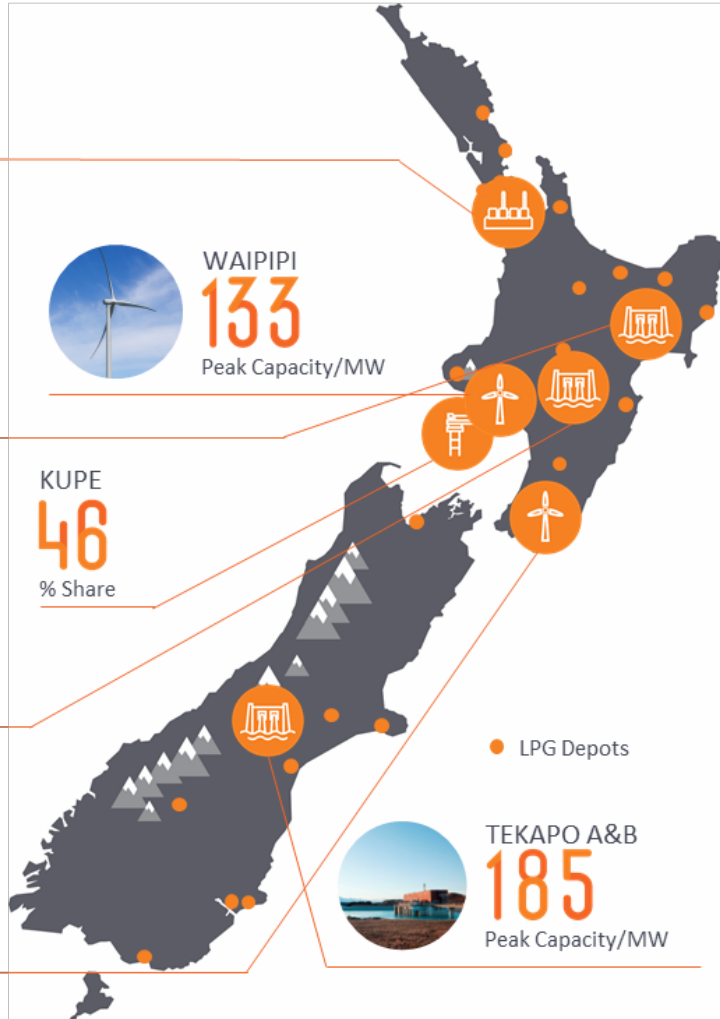 WAIPIPI
133
Peak Capacity/MW
KUPE
46
% Share
LPG Depots
TEKAPO A&B
185
Peak Capacity/MW